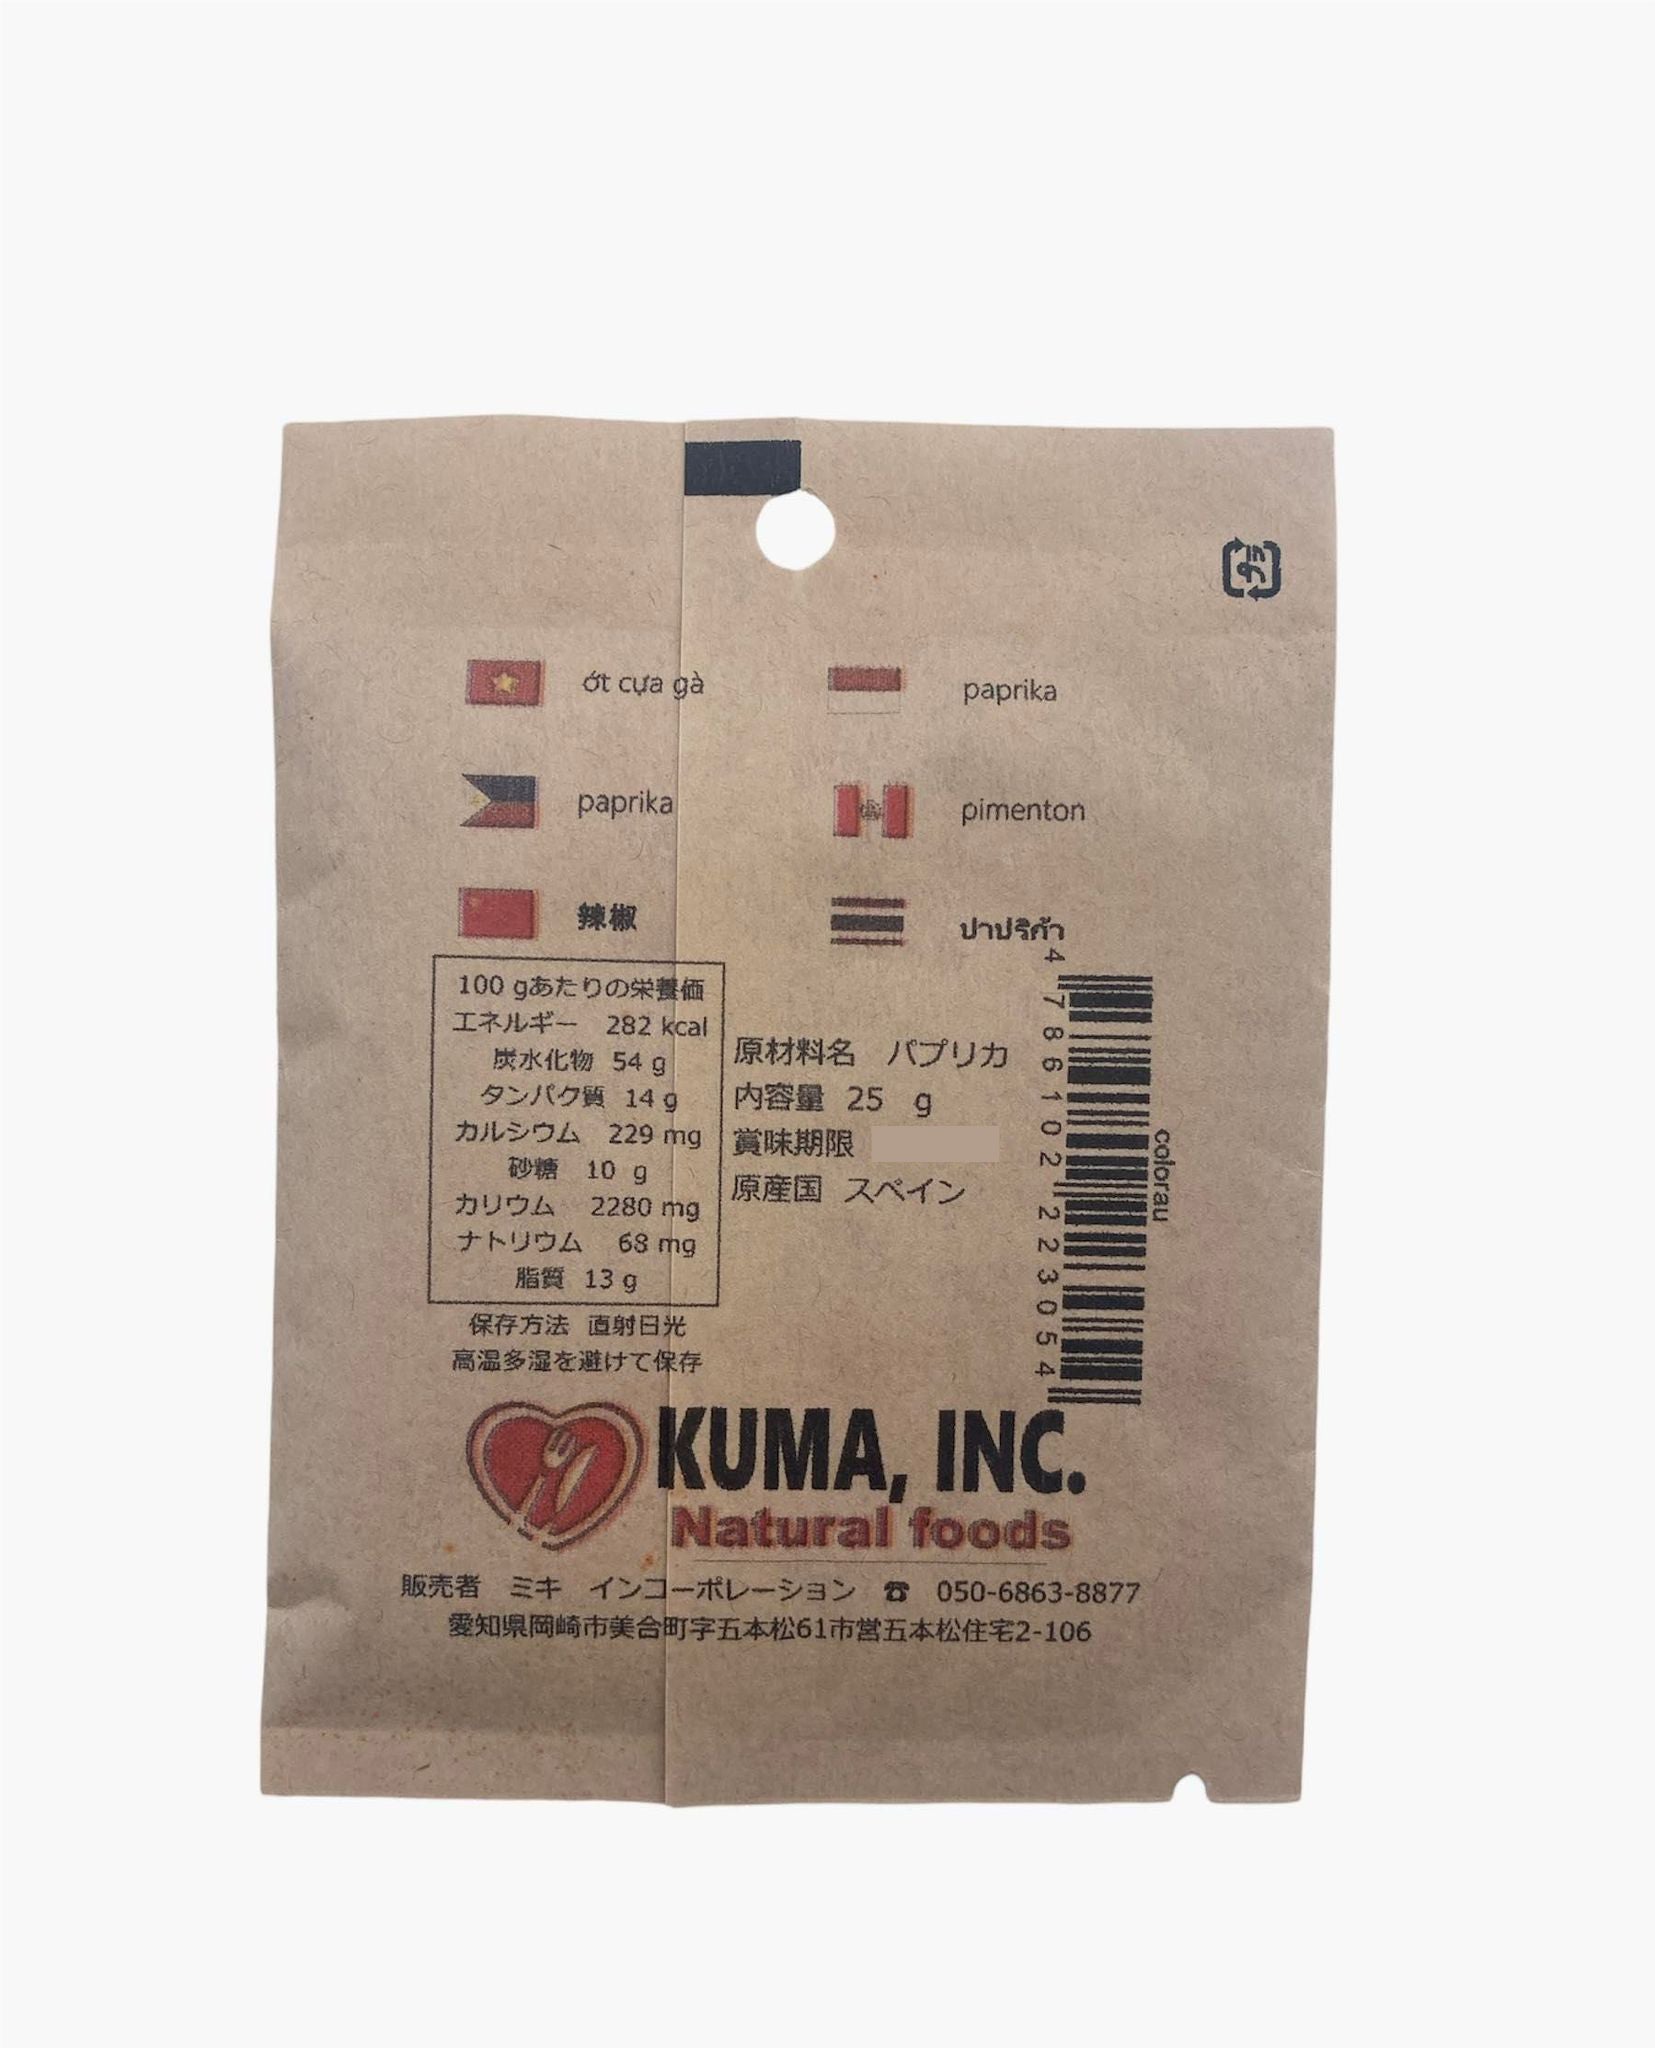 プラ
ớt cựa gà
paprika
paprika
pimenton
辣椒
ปาปริก้า
100 gあたりの栄養価
エネルギー 282 kcal
炭水化物 54 g
タンパク質 14 g
カルシウム 229 mg
砂糖 10 g
カリウム 2280 mg
ナトリウム 68 mg
脂質 13 g
原材料名 パプリカ
内容量 25 g
賞味期限
原産国 スペイン
4786102223054
colorau
保存方法 直射日光
高温多湿を避けて保存
KUMA, INC.
Natural foods
販売者 ミキ インコーポレーション ☎ 050-6863-8877
愛知県岡崎市美合町字五本松61市営五本松住宅2-106